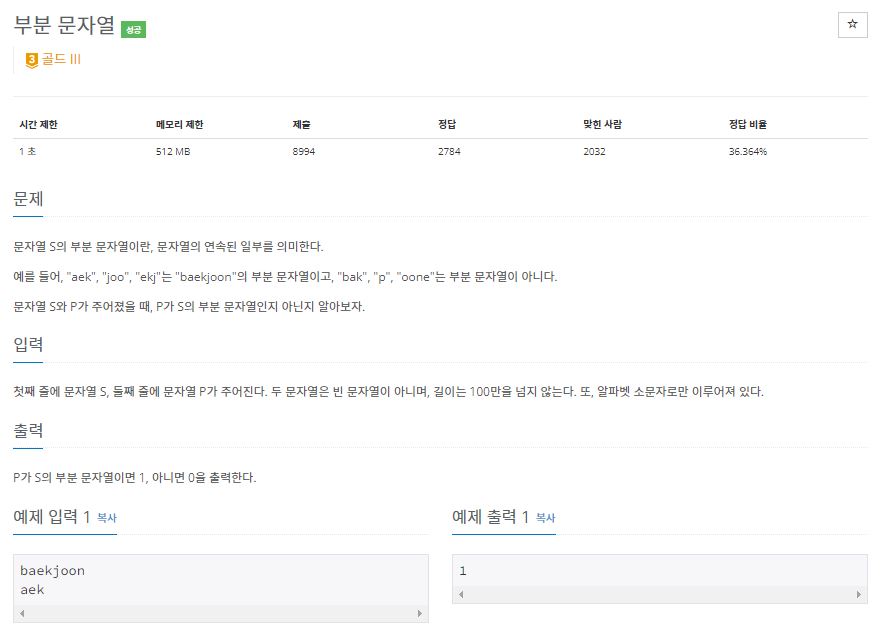 부분 문자열 성공
☆
3 골드 III
시간 제한 메모리 제한 제출 정답 맞힌 사람 정답 비율
1 초 512 MB 8994 2784 2032 36.364%
문제
문자열 S의 부분 문자열이란, 문자열의 연속된 일부를 의미한다.
예를 들어, "aek", "joo", "ekj"는 "baekjoon"의 부분 문자열이고, "bak", "p", "oone"는 부분 문자열이 아니다.
문자열 S와 P가 주어졌을 때, P가 S의 부분 문자열인지 아닌지 알아보자.
입력
첫째 줄에 문자열 S, 둘째 줄에 문자열 P가 주어진다. 두 문자열은 빈 문자열이 아니며, 길이는 100만을 넘지 않는다. 또, 알파벳 소문자로만 이루어져 있다.
출력
P가 S의 부분 문자열이면 1, 아니면 0을 출력한다.
예제 입력 1 복사
baekjoon
aek
예제 출력 1 복사
1